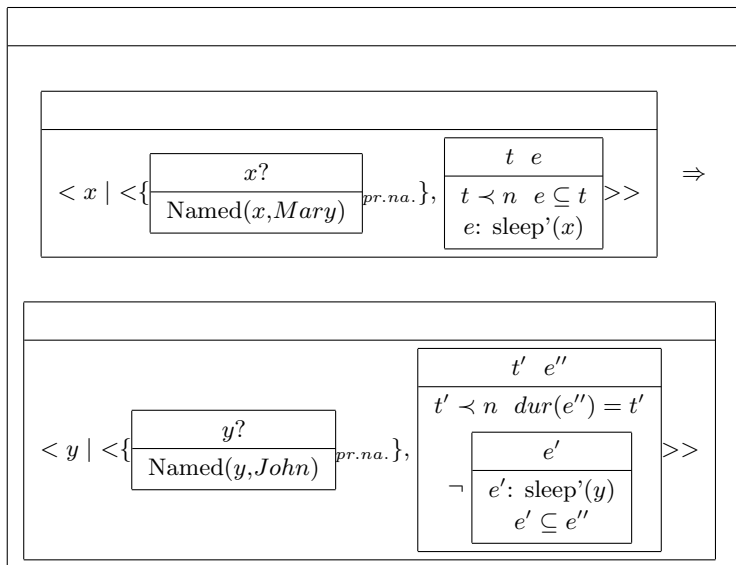 x?
t e
< x | <{ Named(x,Mary) pr.na. }, t ≺ n e ⊆ t >> ⇒
e: sleep’(x)
t′ e′′
t′ ≺ n dur(e′′) = t′
y?
< y | <{ Named(y,John) pr.na. }, >>
e′
¬ e′: sleep’(y)
e′ ⊆ e′′